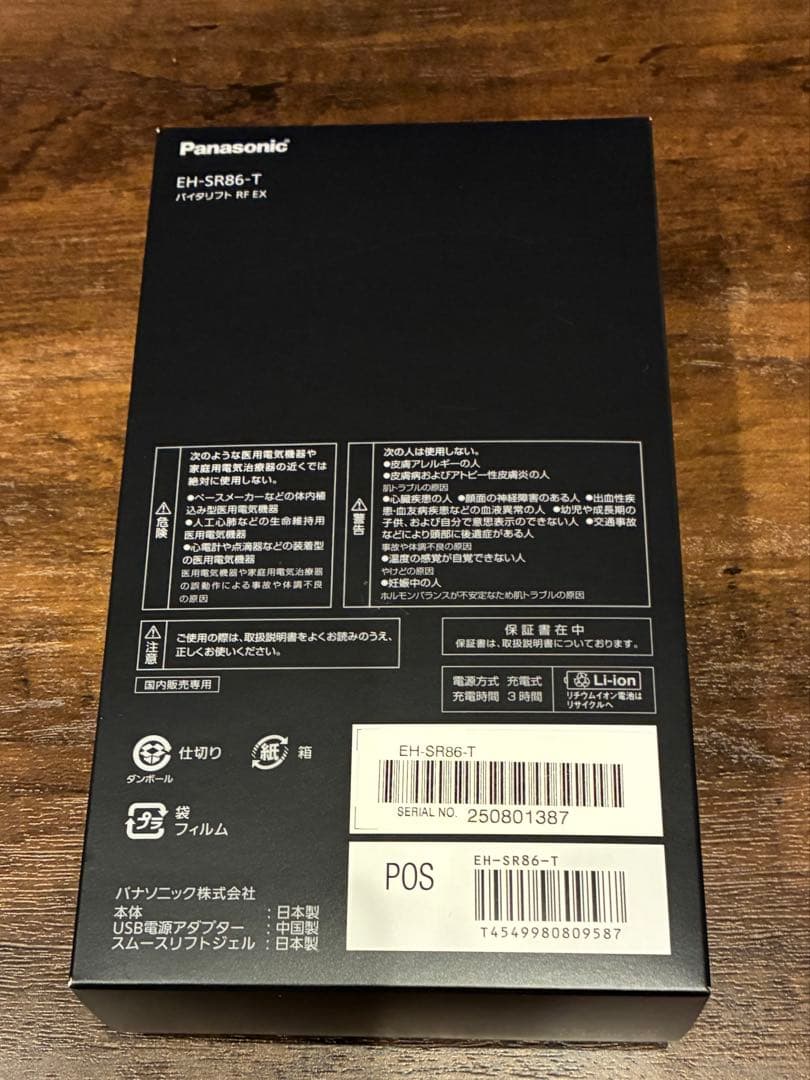 Panasonic
EH-SR86-T
バイタリフト RF EX
危険
次のような医用電気機器や
家庭用電気治療器の近くでは
絶対に使用しない。
●ペースメーカーなどの体内植
込み型医用電気機器
●人工心肺などの生命維持用
医用電気機器
●心電計や点滴器などの装着型
の医用電気機器
医用電気機器や家庭用電気治療器
の誤動作による事故や体調不良
の原因
警告
次の人は使用しない。
●皮膚アレルギーの人
●皮膚病およびアトピー性皮膚炎の人
肌トラブルの原因
●心臓疾患の人 ●顔面の神経障害のある人 ●出血性疾
患・血友病疾患などの血液異常の人 ●幼児や成長期の
子供、および自分で意思表示のできない人 ●交通事故
などにより頭部に後遺症がある人
事故や体調不良の原因
●温度の感覚が自覚できない人
やけどの原因
●妊娠中の人
ホルモンバランスが不安定なため肌トラブルの原因
注意
ご使用の際は、取扱説明書をよくお読みのうえ、
正しくお使いください。
保証書在中
保証書は、取扱説明書についております。
国内販売専用
電源方式 充電式
充電時間 3時間
Li-ion
リチウムイオン電池は
リサイクルへ
ダンボール
仕切り
紙
箱
プラ
袋
フィルム
EH-SR86-T
SERIAL NO. 250801387
POS
EH-SR86-T
T4549980809587
パナソニック株式会社
本体 :日本製
USB電源アダプター :中国製
スムースリフトジェル :日本製